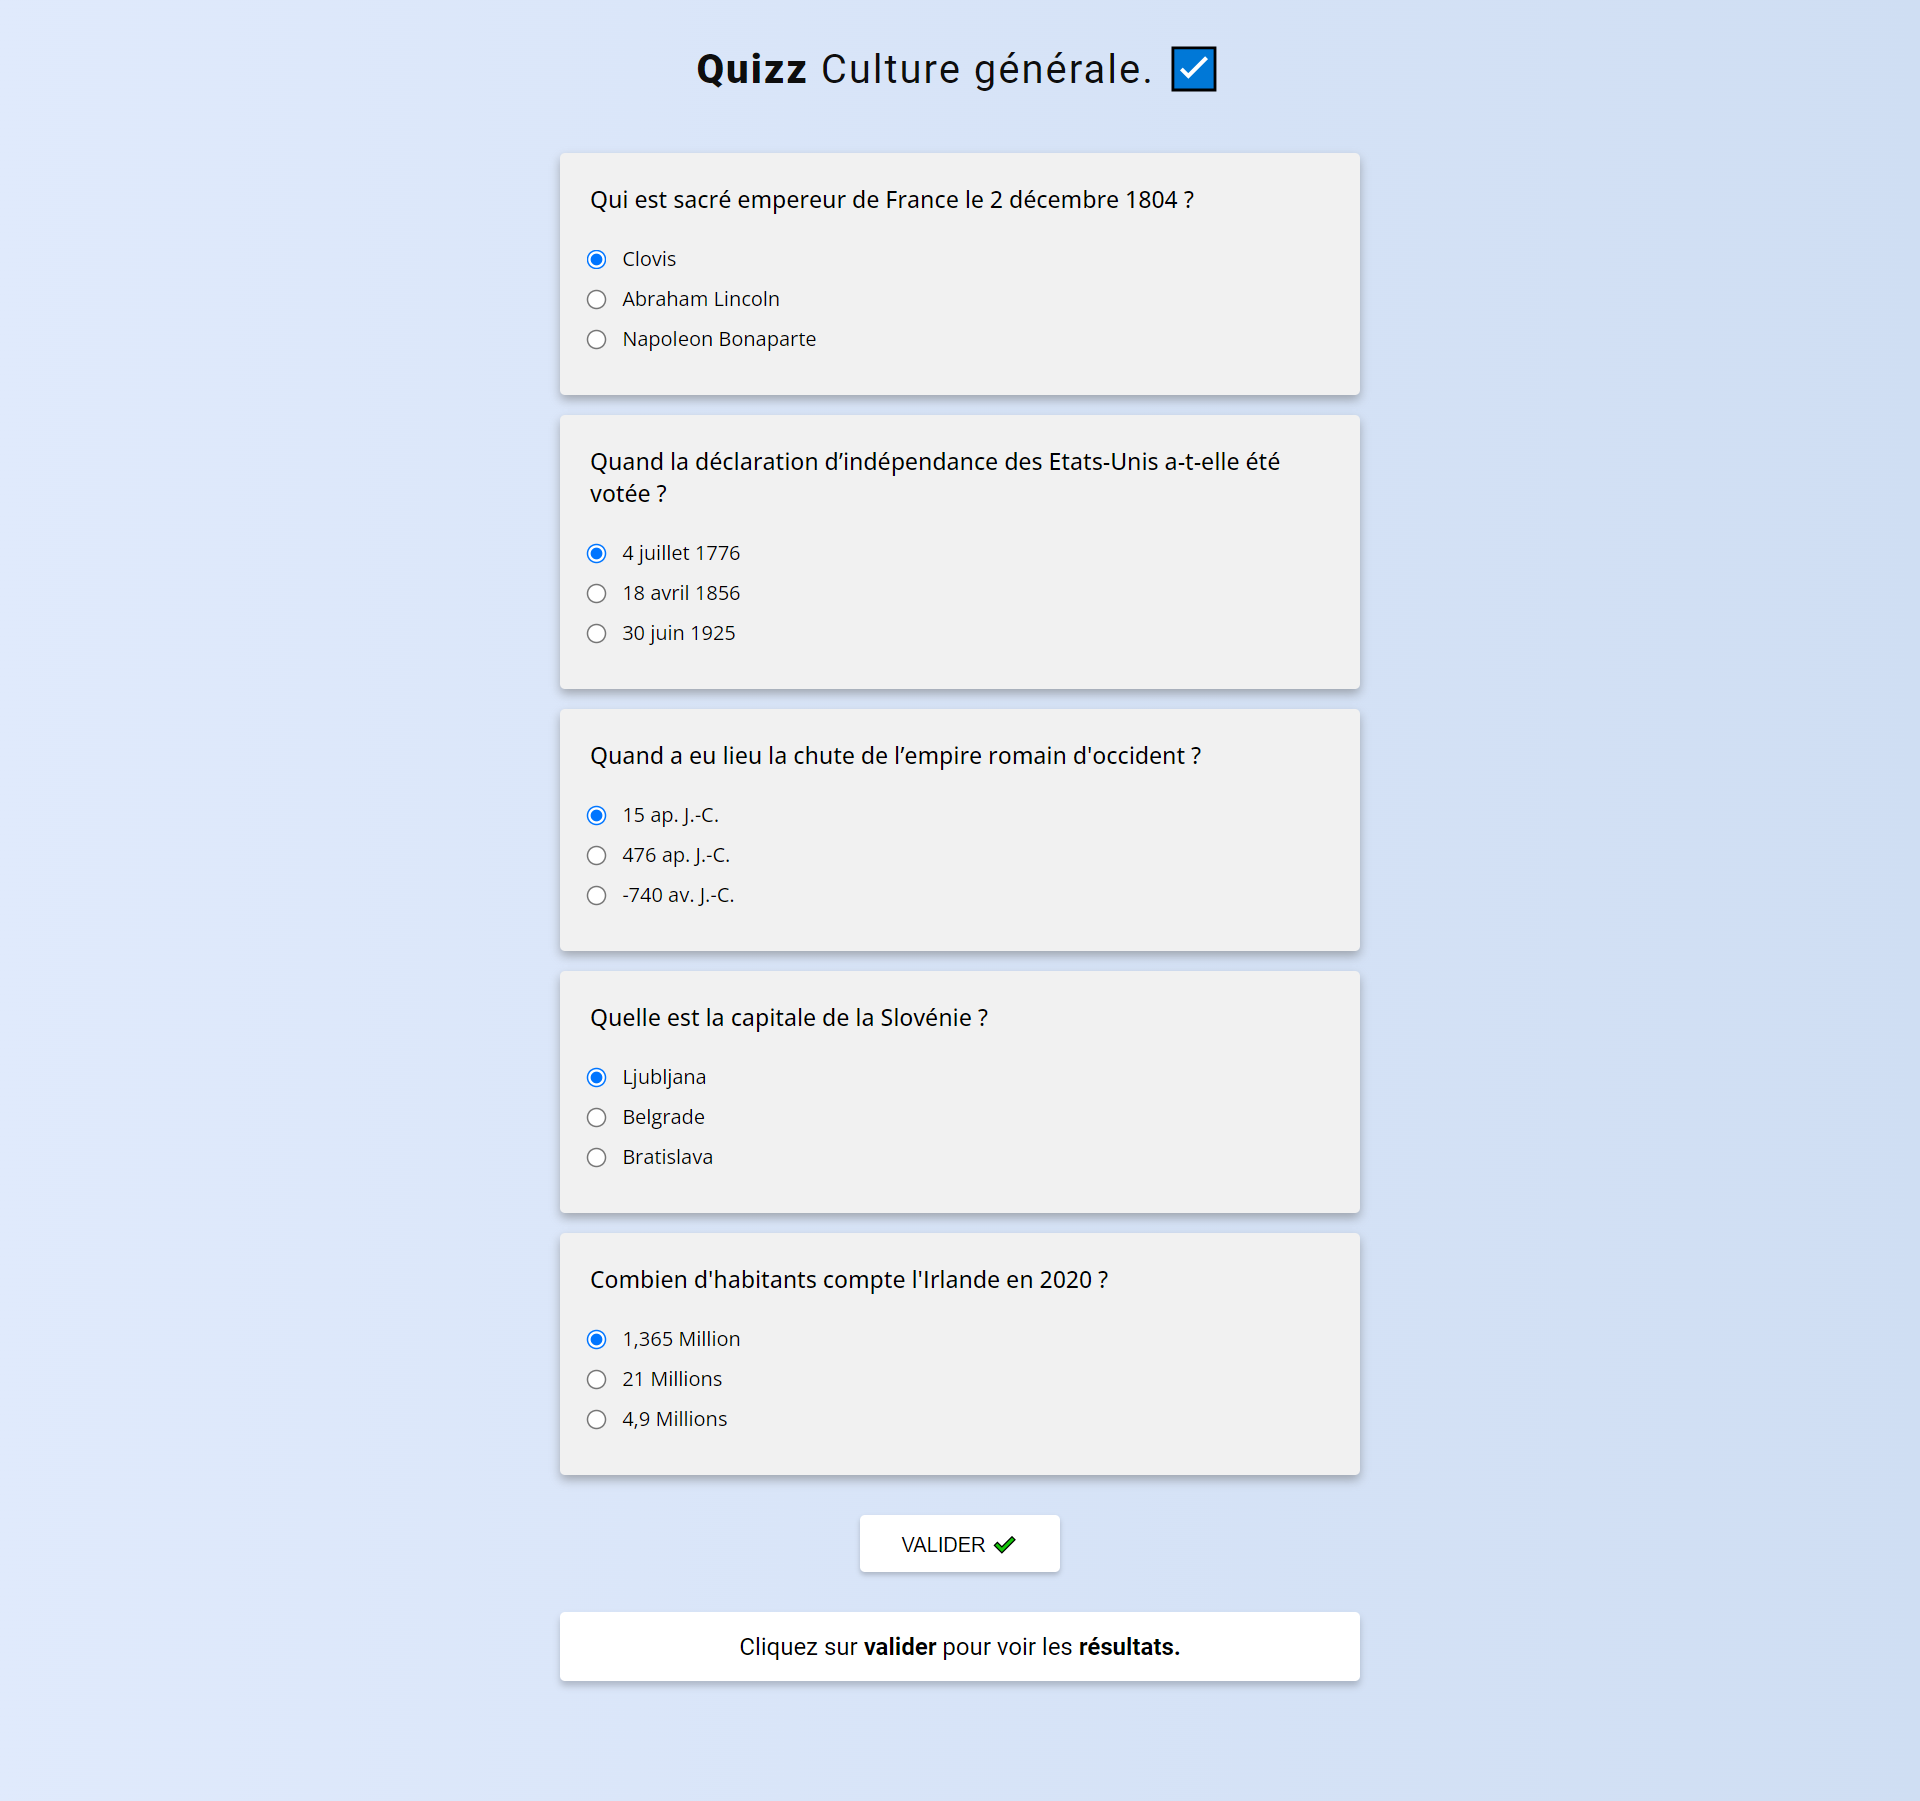 Quizz Culture générale.
Qui est sacré empereur de France le 2 décembre 1804 ?
Clovis
Abraham Lincoln
Napoleon Bonaparte
Quand la déclaration d’indépendance des Etats-Unis a-t-elle été
votée ?
4 juillet 1776
18 avril 1856
30 juin 1925
Quand a eu lieu la chute de l’empire romain d'occident ?
15 ap. J.-C.
476 ap. J.-C.
-740 av. J.-C.
Quelle est la capitale de la Slovénie ?
Ljubljana
Belgrade
Bratislava
Combien d'habitants compte l'Irlande en 2020 ?
1,365 Million
21 Millions
4,9 Millions
VALIDER
Cliquez sur valider pour voir les résultats.